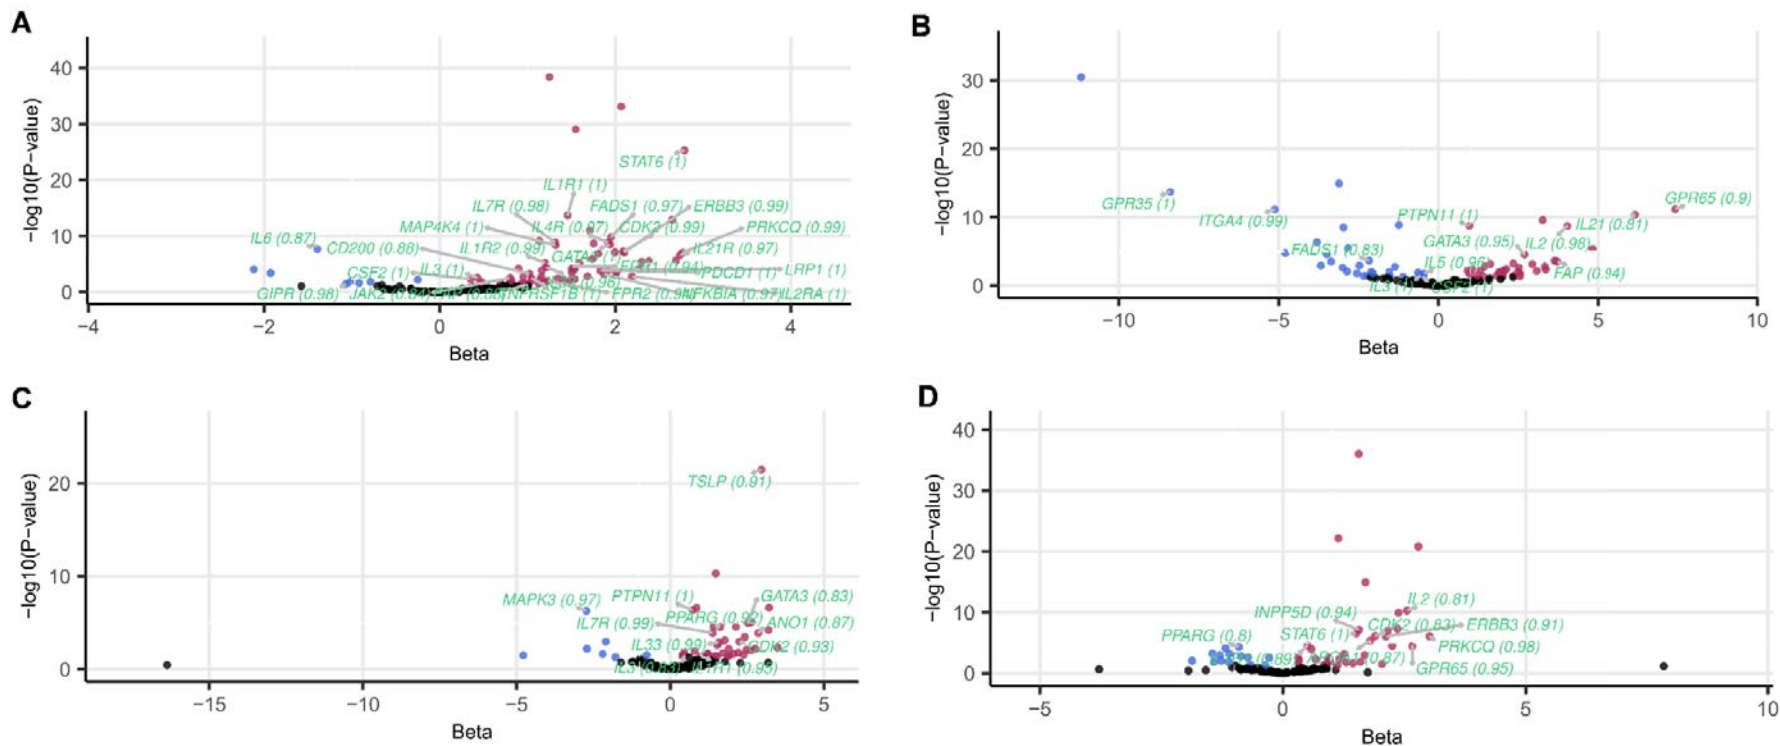 A
−log10(P−value)
40
30
20
10
0
STAT6 (1)
IL1R1 (1)
IL7R (0.98)
FADS1 (0.97)
ERBB3 (0.99)
MAP4K4 (1)
IL4R (0.97)
CDK2 (0.99)
PRKCQ (0.99)
IL6 (0.87)
CD200 (0.88)
IL1R2 (0.99)
IL21R (0.97)
CSF2 (1)
IL3 (1)
PDCD1 (1)
LRP1 (1)
GIPR (0.98)
FPR2
NFKBIA (0.97)
IL2RA (1)
−4
−2
0
2
4
Beta
B
−log10(P−value)
30
20
10
0
GPR35 (1)
ITGA4 (0.99)
PTPN11 (1)
GPR65 (0.9)
IL21 (0.81)
GATA3 (0.95)
IL2 (0.98)
FADS1 (0.83)
IL5 (0.96)
FAP (0.94)
−10
−5
0
5
10
Beta
C
−log10(P−value)
20
10
0
TSLP (0.91)
MAPK3 (0.97)
PTPN11 (1)
GATA3 (0.83)
PPARG (0.92)
IL7R (0.99)
ANO1 (0.87)
IL33 (0.99)
CDK2 (0.93)
−15
−10
−5
0
5
Beta
D
−log10(P−value)
40
30
20
10
0
IL2 (0.81)
INPP5D (0.94)
CDK2 (0.83)
ERBB3 (0.91)
PPARG (0.8)
STAT6 (1)
PRKCQ (0.98)
GPR65 (0.95)
−5
0
5
10
Beta